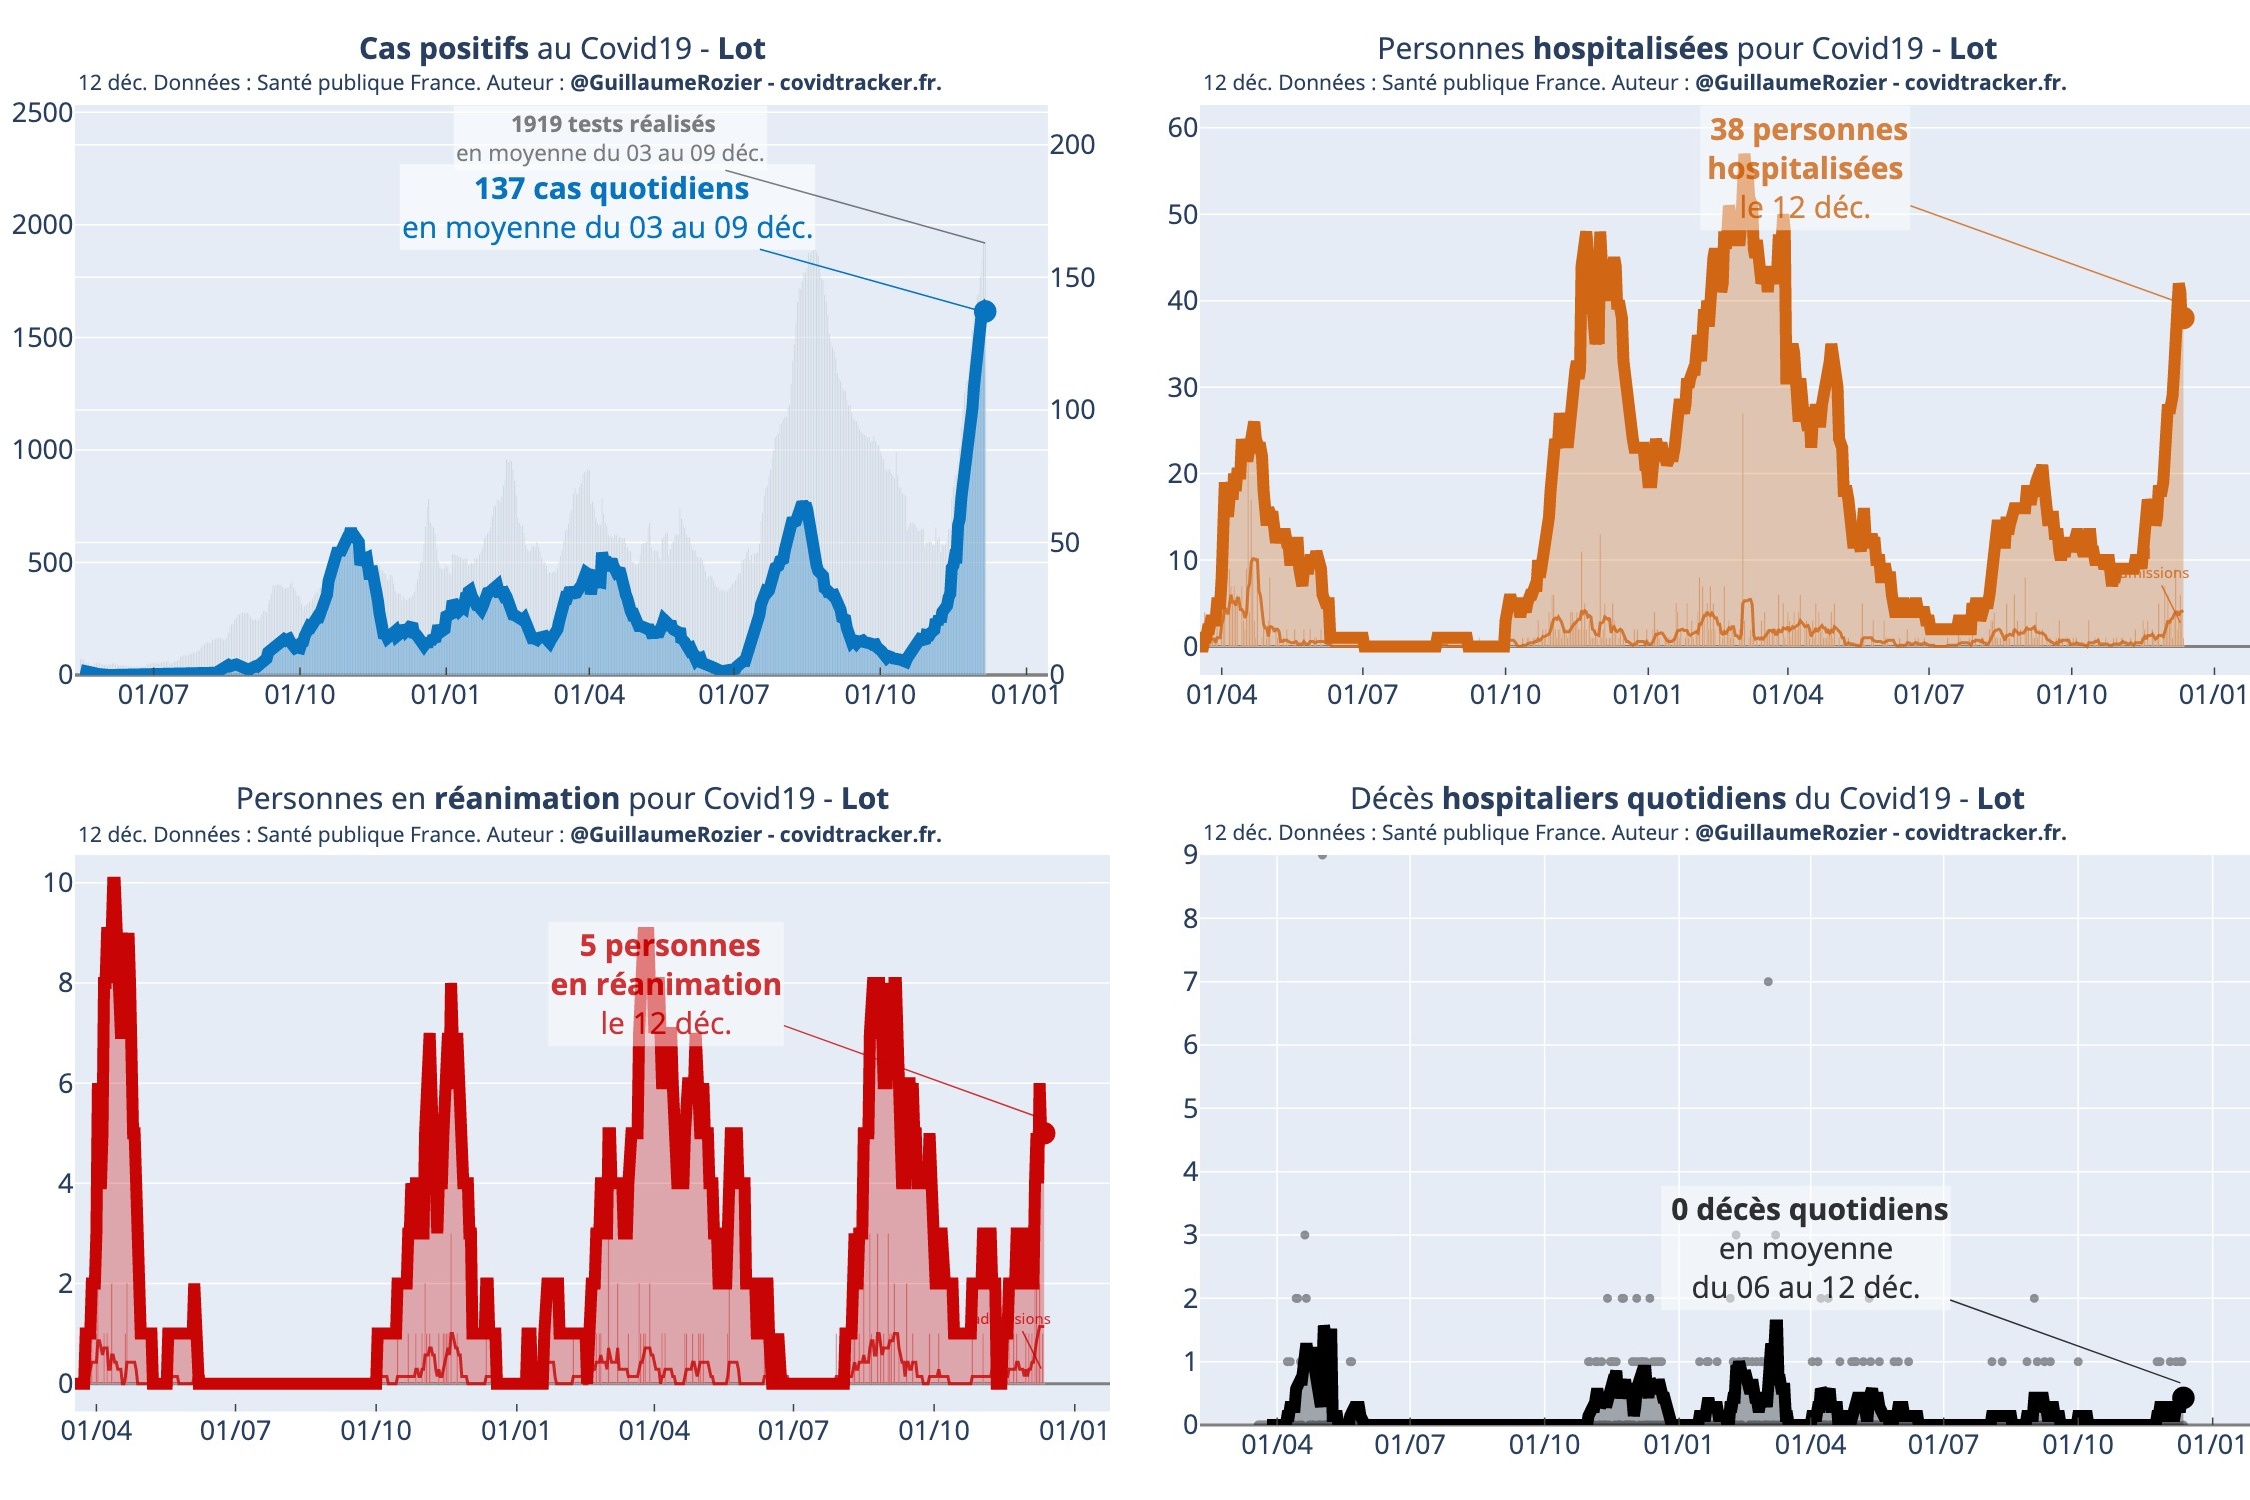 Cas positifs au Covid19 - Lot
12 déc. Données : Santé publique France. Auteur : @GuillaumeRozier - covidtracker.fr.
2500
2000
1500
1000
500
0
200
150
100
50
0
1919 tests réalisés
en moyenne du 03 au 09 déc.
137 cas quotidiens
en moyenne du 03 au 09 déc.
01/07 01/10 01/01 01/04 01/07 01/10 01/01
Personnes hospitalisées pour Covid19 - Lot
12 déc. Données : Santé publique France. Auteur : @GuillaumeRozier - covidtracker.fr.
60
50
40
30
20
10
0
38 personnes
hospitalisées
le 12 déc.
01/04 01/07 01/10 01/01 01/04 01/07 01/10 01/01
Personnes en réanimation pour Covid19 - Lot
12 déc. Données : Santé publique France. Auteur : @GuillaumeRozier - covidtracker.fr.
10
8
6
4
2
0
5 personnes
en réanimation
le 12 déc.
01/04 01/07 01/10 01/01 01/04 01/07 01/10 01/01
Décès hospitaliers quotidiens du Covid19 - Lot
12 déc. Données : Santé publique France. Auteur : @GuillaumeRozier - covidtracker.fr.
9
8
7
6
5
4
3
2
1
0
0 décès quotidiens
en moyenne
du 06 au 12 déc.
01/04 01/07 01/10 01/01 01/04 01/07 01/10 01/01